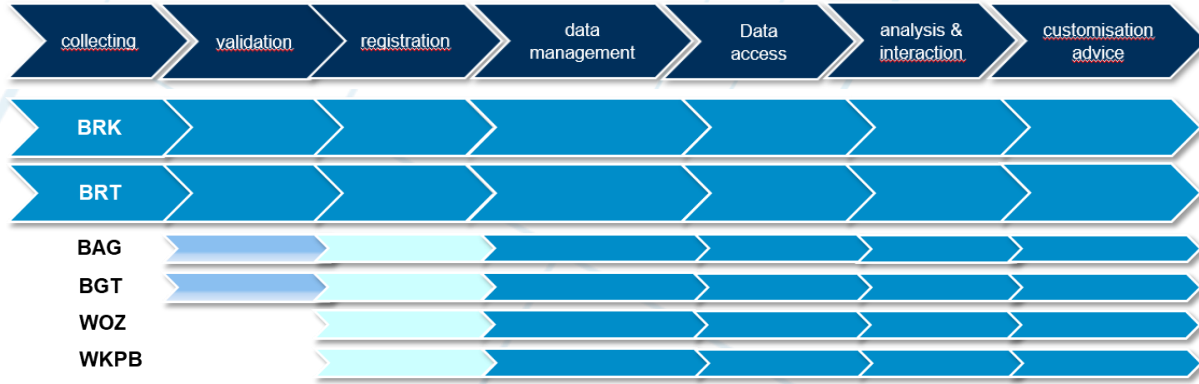 collecting
validation
registration
data
management
Data
access
analysis &
interaction
customisation
advice
BRK
BRT
BAG
BGT
WOZ
WKPB